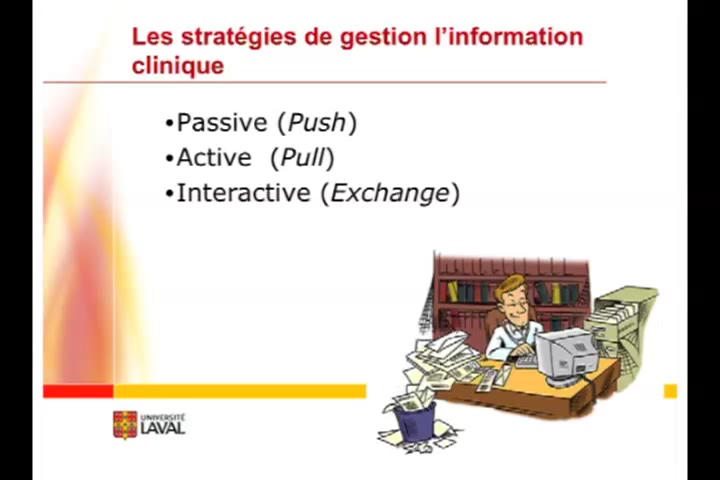 Les stratégies de gestion l’information
clinique
•Passive (Push)
•Active (Pull)
•Interactive (Exchange)
UNIVERSITÉ
LAVAL